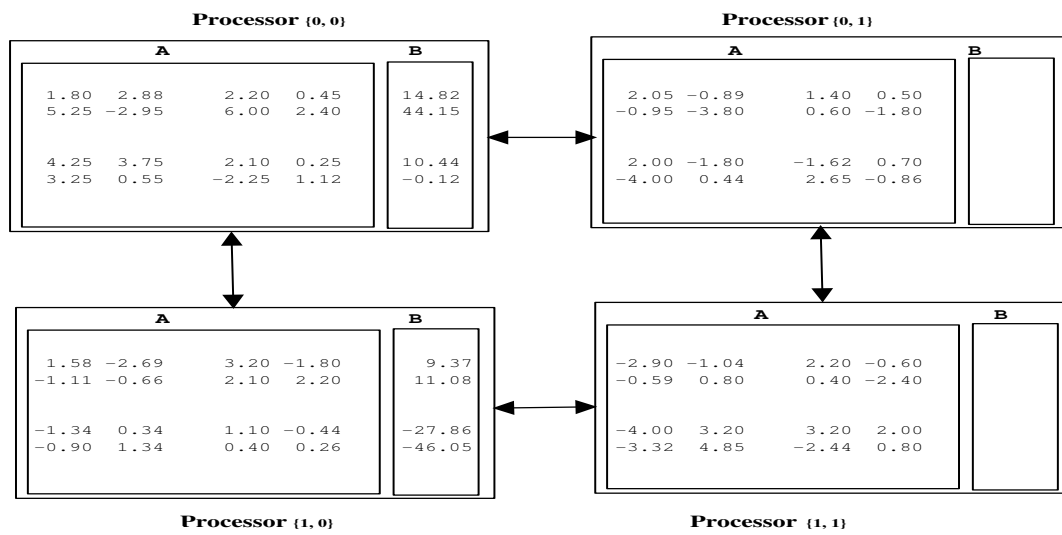 Processor {0, 0}
A B
1.80 2.88 2.20 0.45 14.82
5.25 −2.95 6.00 2.40 44.15
4.25 3.75 2.10 0.25 10.44
3.25 0.55 −2.25 1.12 −0.12
Processor {0, 1}
A B
2.05 −0.89 1.40 0.50
−0.95 −3.80 0.60 −1.80
2.00 −1.80 −1.62 0.70
−4.00 0.44 2.65 −0.86
A B
1.58 −2.69 3.20 −1.80 9.37
−1.11 −0.66 2.10 2.20 11.08
−1.34 0.34 1.10 −0.44 −27.86
−0.90 1.34 0.40 0.26 −46.05
Processor {1, 0}
A B
−2.90 −1.04 2.20 −0.60
−0.59 0.80 0.40 −2.40
−4.00 3.20 3.20 2.00
−3.32 4.85 −2.44 0.80
Processor {1, 1}